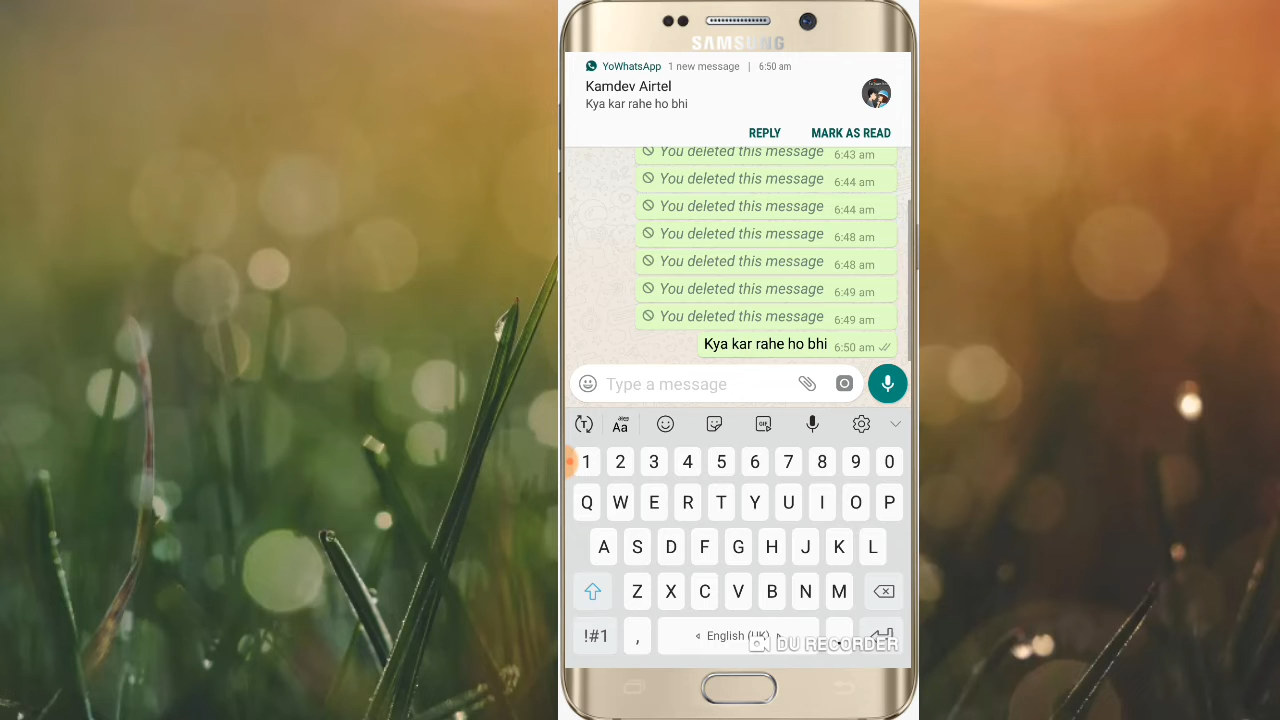 SAMSUNG
YoWhatsApp 1 new message | 6:50 am
Kamdev Airtel
Kya kar rahe ho bhi
REPLY MARK AS READ
You deleted this message 6:43 am
You deleted this message 6:44 am
You deleted this message 6:44 am
You deleted this message 6:48 am
You deleted this message 6:48 am
You deleted this message 6:49 am
You deleted this message 6:49 am
Kya kar rahe ho bhi 6:50 am
Type a message
Aa
GIF
1 2 3 4 5 6 7 8 9 0
Q W E R T Y U I O P
A S D F G H J K L
Z X C V B N M
!#1 , English (UK) .
DU RECORDER